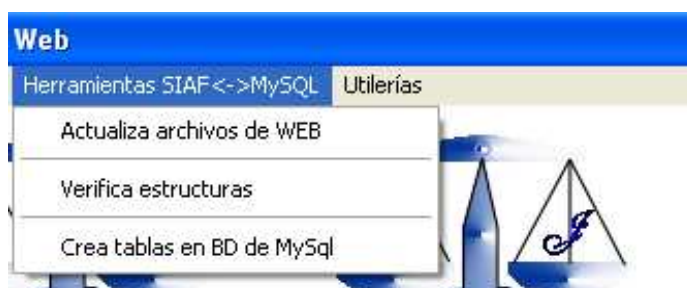 Web
Herramientas SIAF<->MySQL Utilerías
Actualiza archivos de WEB
Verifica estructuras
Crea tablas en BD de MySql